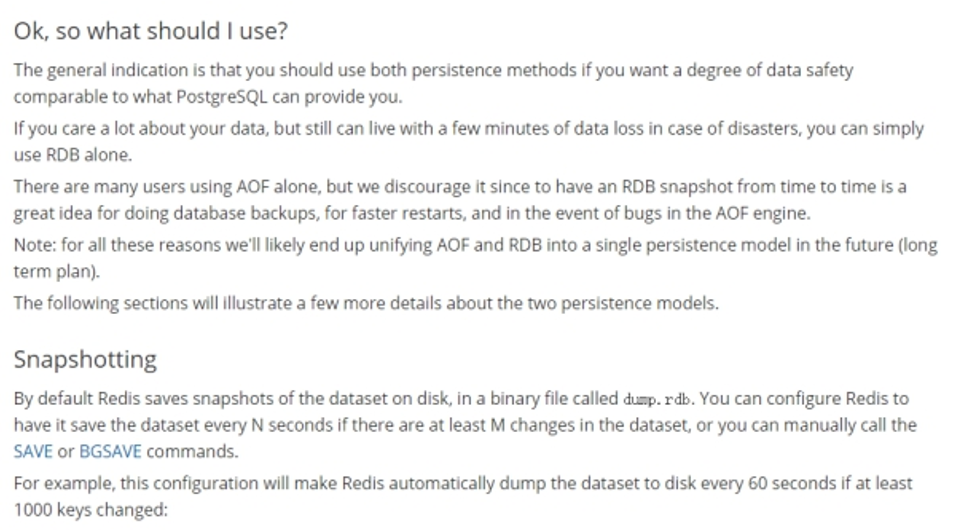 Ok, so what should I use?
The general indication is that you should use both persistence methods if you want a degree of data safety
comparable to what PostgreSQL can provide you.
If you care a lot about your data, but still can live with a few minutes of data loss in case of disasters, you can simply
use RDB alone.
There are many users using AOF alone, but we discourage it since to have an RDB snapshot from time to time is a
great idea for doing database backups, for faster restarts, and in the event of bugs in the AOF engine.
Note: for all these reasons we'll likely end up unifying AOF and RDB into a single persistence model in the future (long
term plan).
The following sections will illustrate a few more details about the two persistence models.
Snapshotting
By default Redis saves snapshots of the dataset on disk, in a binary file called dump.rdb. You can configure Redis to
have it save the dataset every N seconds if there are at least M changes in the dataset, or you can manually call the
SAVE or BGSAVE commands.
For example, this configuration will make Redis automatically dump the dataset to disk every 60 seconds if at least
1000 keys changed: